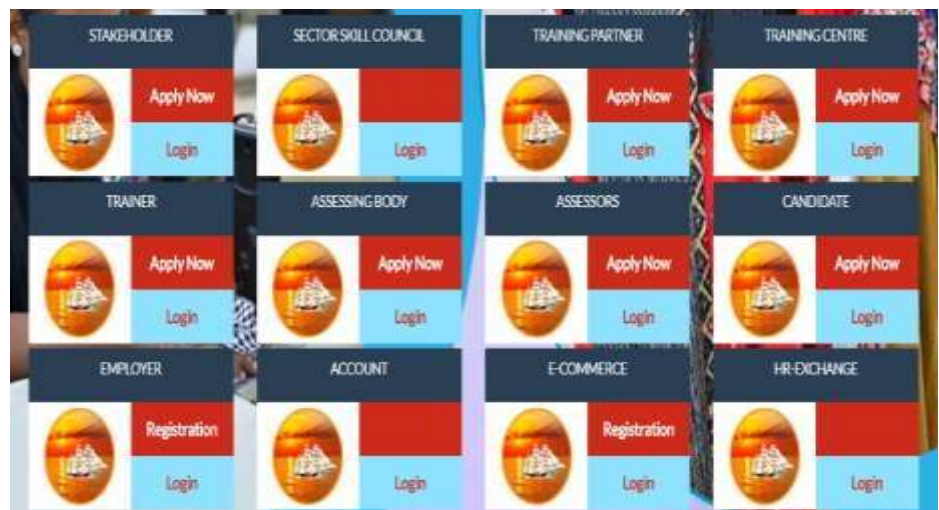 STAKEHOLDER
SECTOR SKILL COUNCIL
TRAINING PARTNER
TRAINING CENTRE
Apply Now
Apply Now
Apply Now
Login
Login
Login
Login
TRAINER
ASSESSING BODY
ASSESSORS
CANDIDATE
Apply Now
Apply Now
Apply Now
Apply Now
Login
Login
Login
Login
EMPLOYER
ACCOUNT
E-COMMERCE
HR-EXCHANGE
Registration
Registration
Login
Login
Login
Login